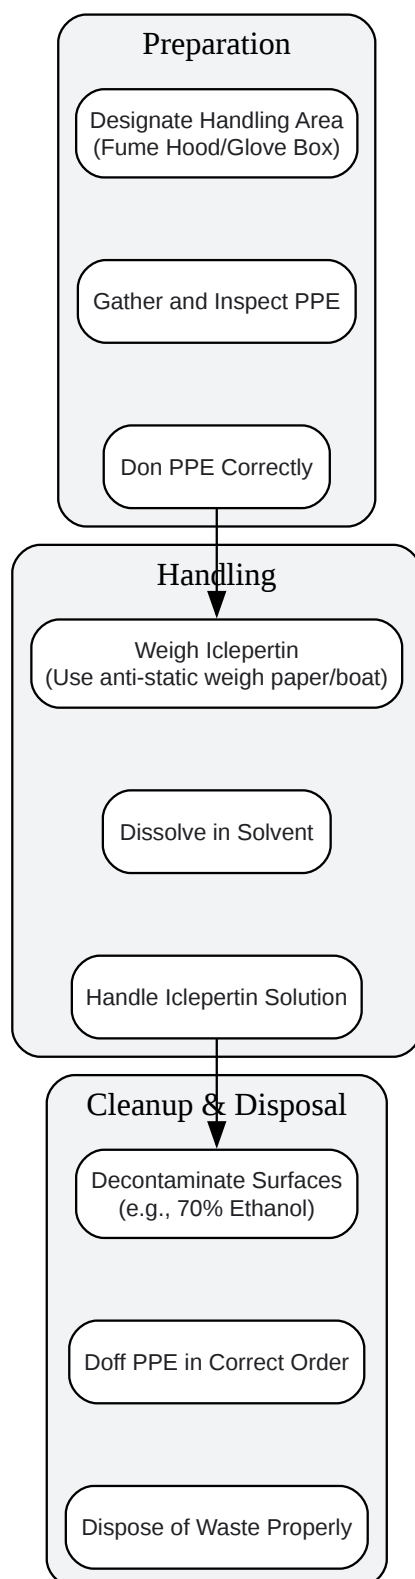 Preparation
Designate Handling Area
(Fume Hood/Glove Box)
Gather and Inspect PPE
Don PPE Correctly
Handling
Weigh Iclepertin
(Use anti-static weigh paper/boat)
Dissolve in Solvent
Handle Iclepertin Solution
Cleanup & Disposal
Decontaminate Surfaces
(e.g., 70% Ethanol)
Doff PPE in Correct Order
Dispose of Waste Properly